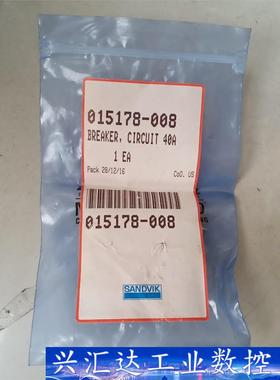 015178-008
BREAKER, CIRCUIT 40A
1 EA
Pack 28/12/16
CoO. US
015178-008
SANDVIK
兴汇达工业数控